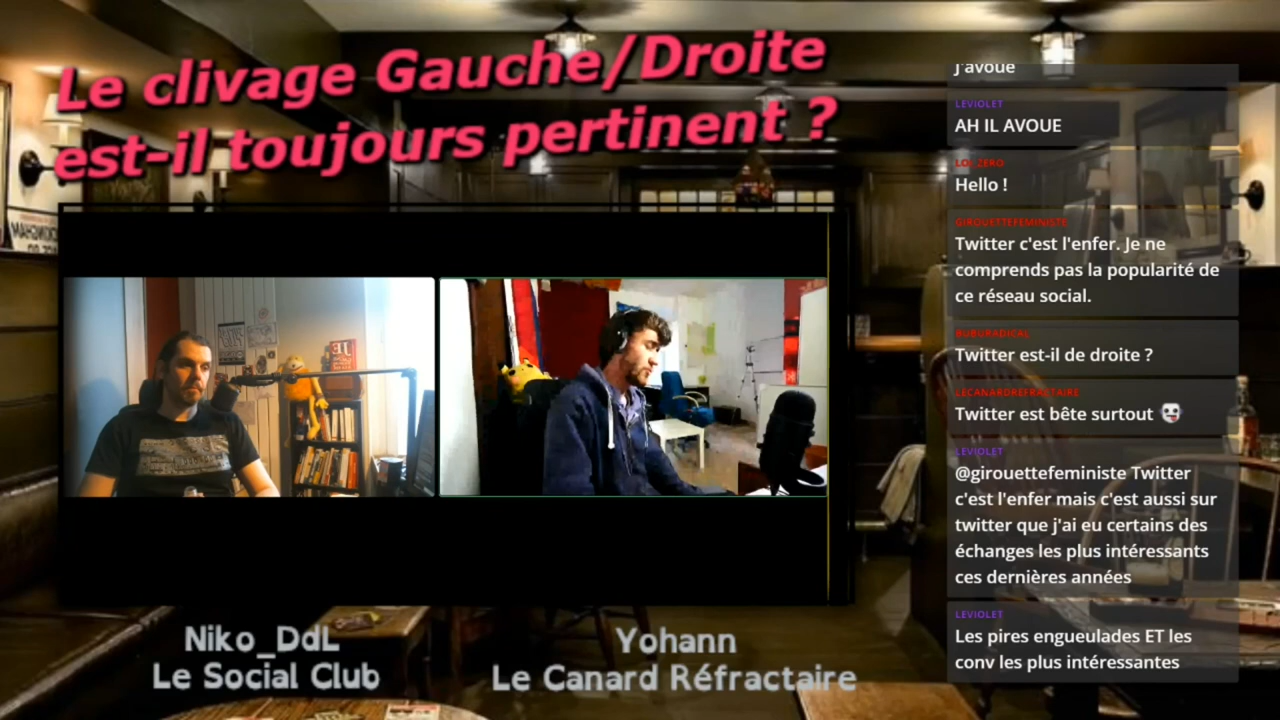 Le clivage Gauche/Droite
est-il toujours pertinent ?
j'avoue
LEVIOLET
AH IL AVOUE
LOL ZERO
Hello !
GIROUETTEFEMINISTE
Twitter c'est l'enfer. Je ne
comprends pas la popularité de
ce réseau social.
BUBURADICAL
Twitter est-il de droite ?
LECANARDREFRACTAIRE
Twitter est bête surtout
LEVIOLET
@girouettefeministe Twitter
c'est l'enfer mais c'est aussi sur
twitter que j'ai eu certains des
échanges les plus intéressants
ces dernières années
LEVIOLET
Les pires engueulades ET les
conv les plus intéressantes
Niko_DdL
Le Social Club
Yohann
Le Canard Réfractaire